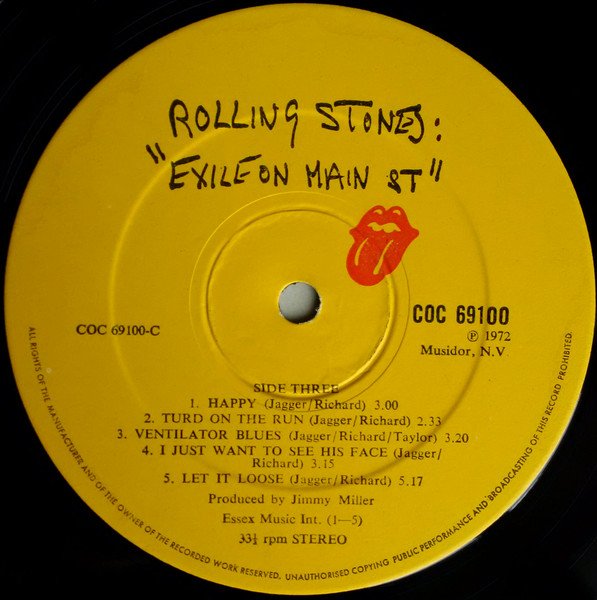 ROLLING STONES:
"EXILE ON MAIN ST"
COC 69100-C
COC 69100
Ⓟ 1972
Musidor, N.V.
SIDE THREE
1. HAPPY (Jagger/Richard) 3.00
2. TURD ON THE RUN (Jagger/Richard) 2.33
3. VENTILATOR BLUES (Jagger/Richard/Taylor) 3.20
4. I JUST WANT TO SEE HIS FACE (Jagger/
Richard) 3.15
5. LET IT LOOSE (Jagger/Richard) 5.17
Produced by Jimmy Miller
Essex Music Int. (1—5)
33⅓ rpm STEREO
ALL RIGHTS OF THE MANUFACTURER AND OF THE OWNER OF THE RECORDED WORK RESERVED. UNAUTHORISED COPYING PUBLIC PERFORMANCE AND BROADCASTING OF THIS RECORD PROHIBITED.